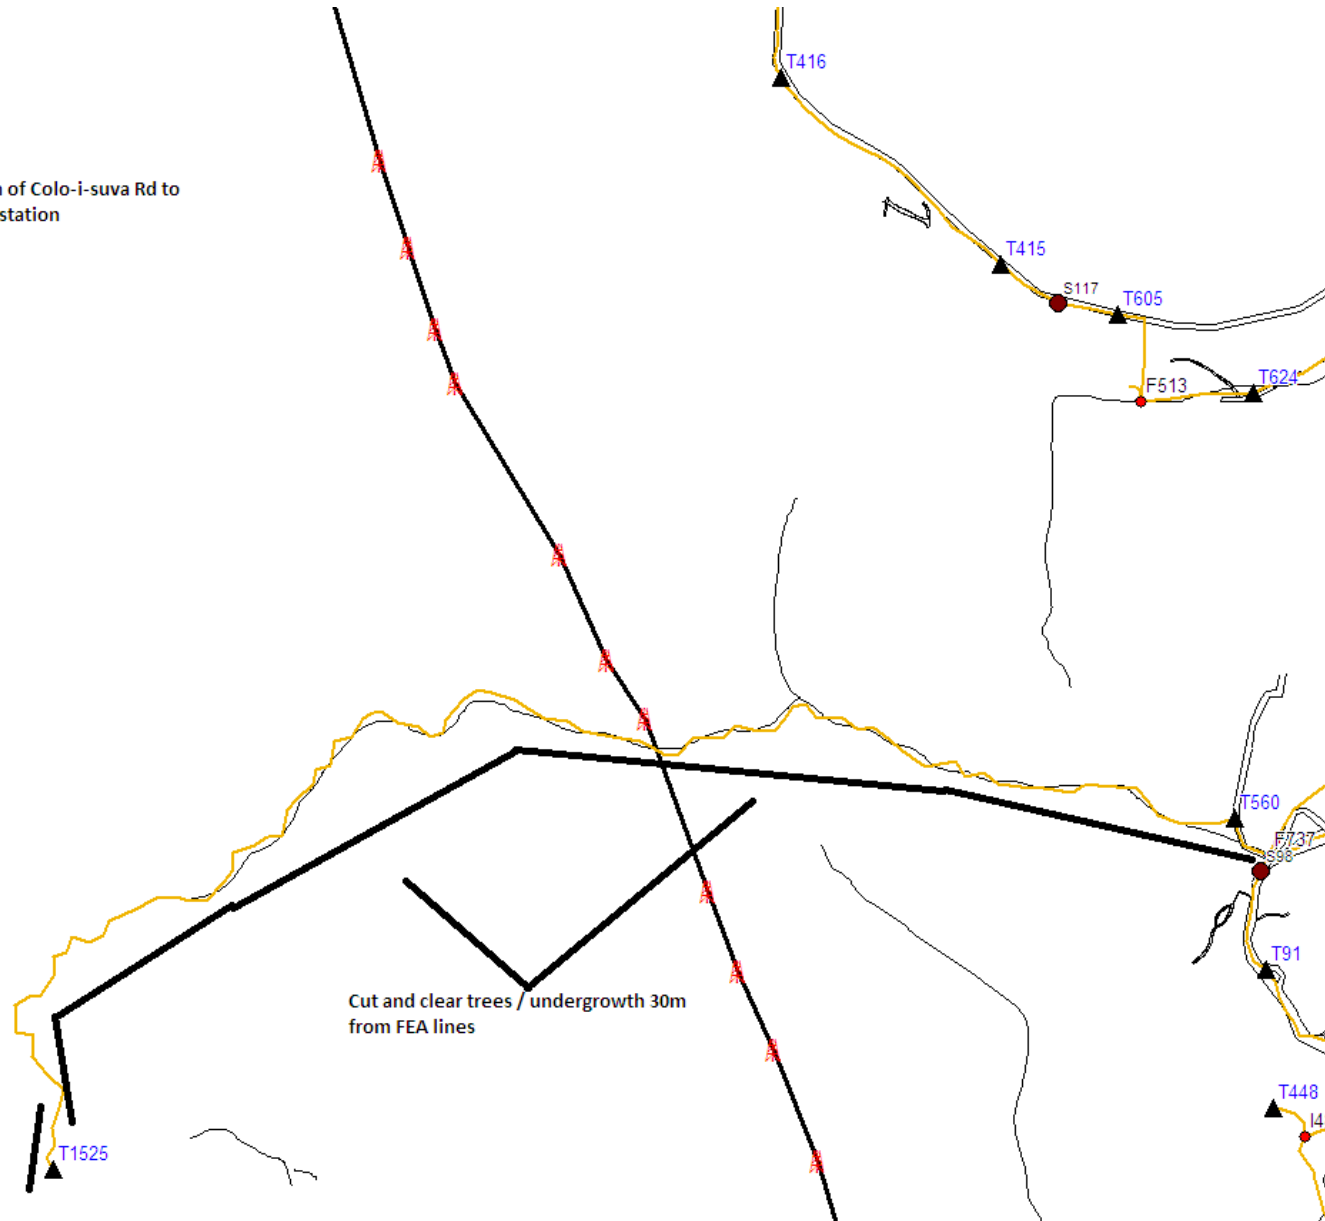 T416
of Colo-i-suva Rd to
station
T415
S117
T605
T624
F513
T560
F737
S98
T91
Cut and clear trees / undergrowth 30m
from FEA lines
T448
I4
T1525